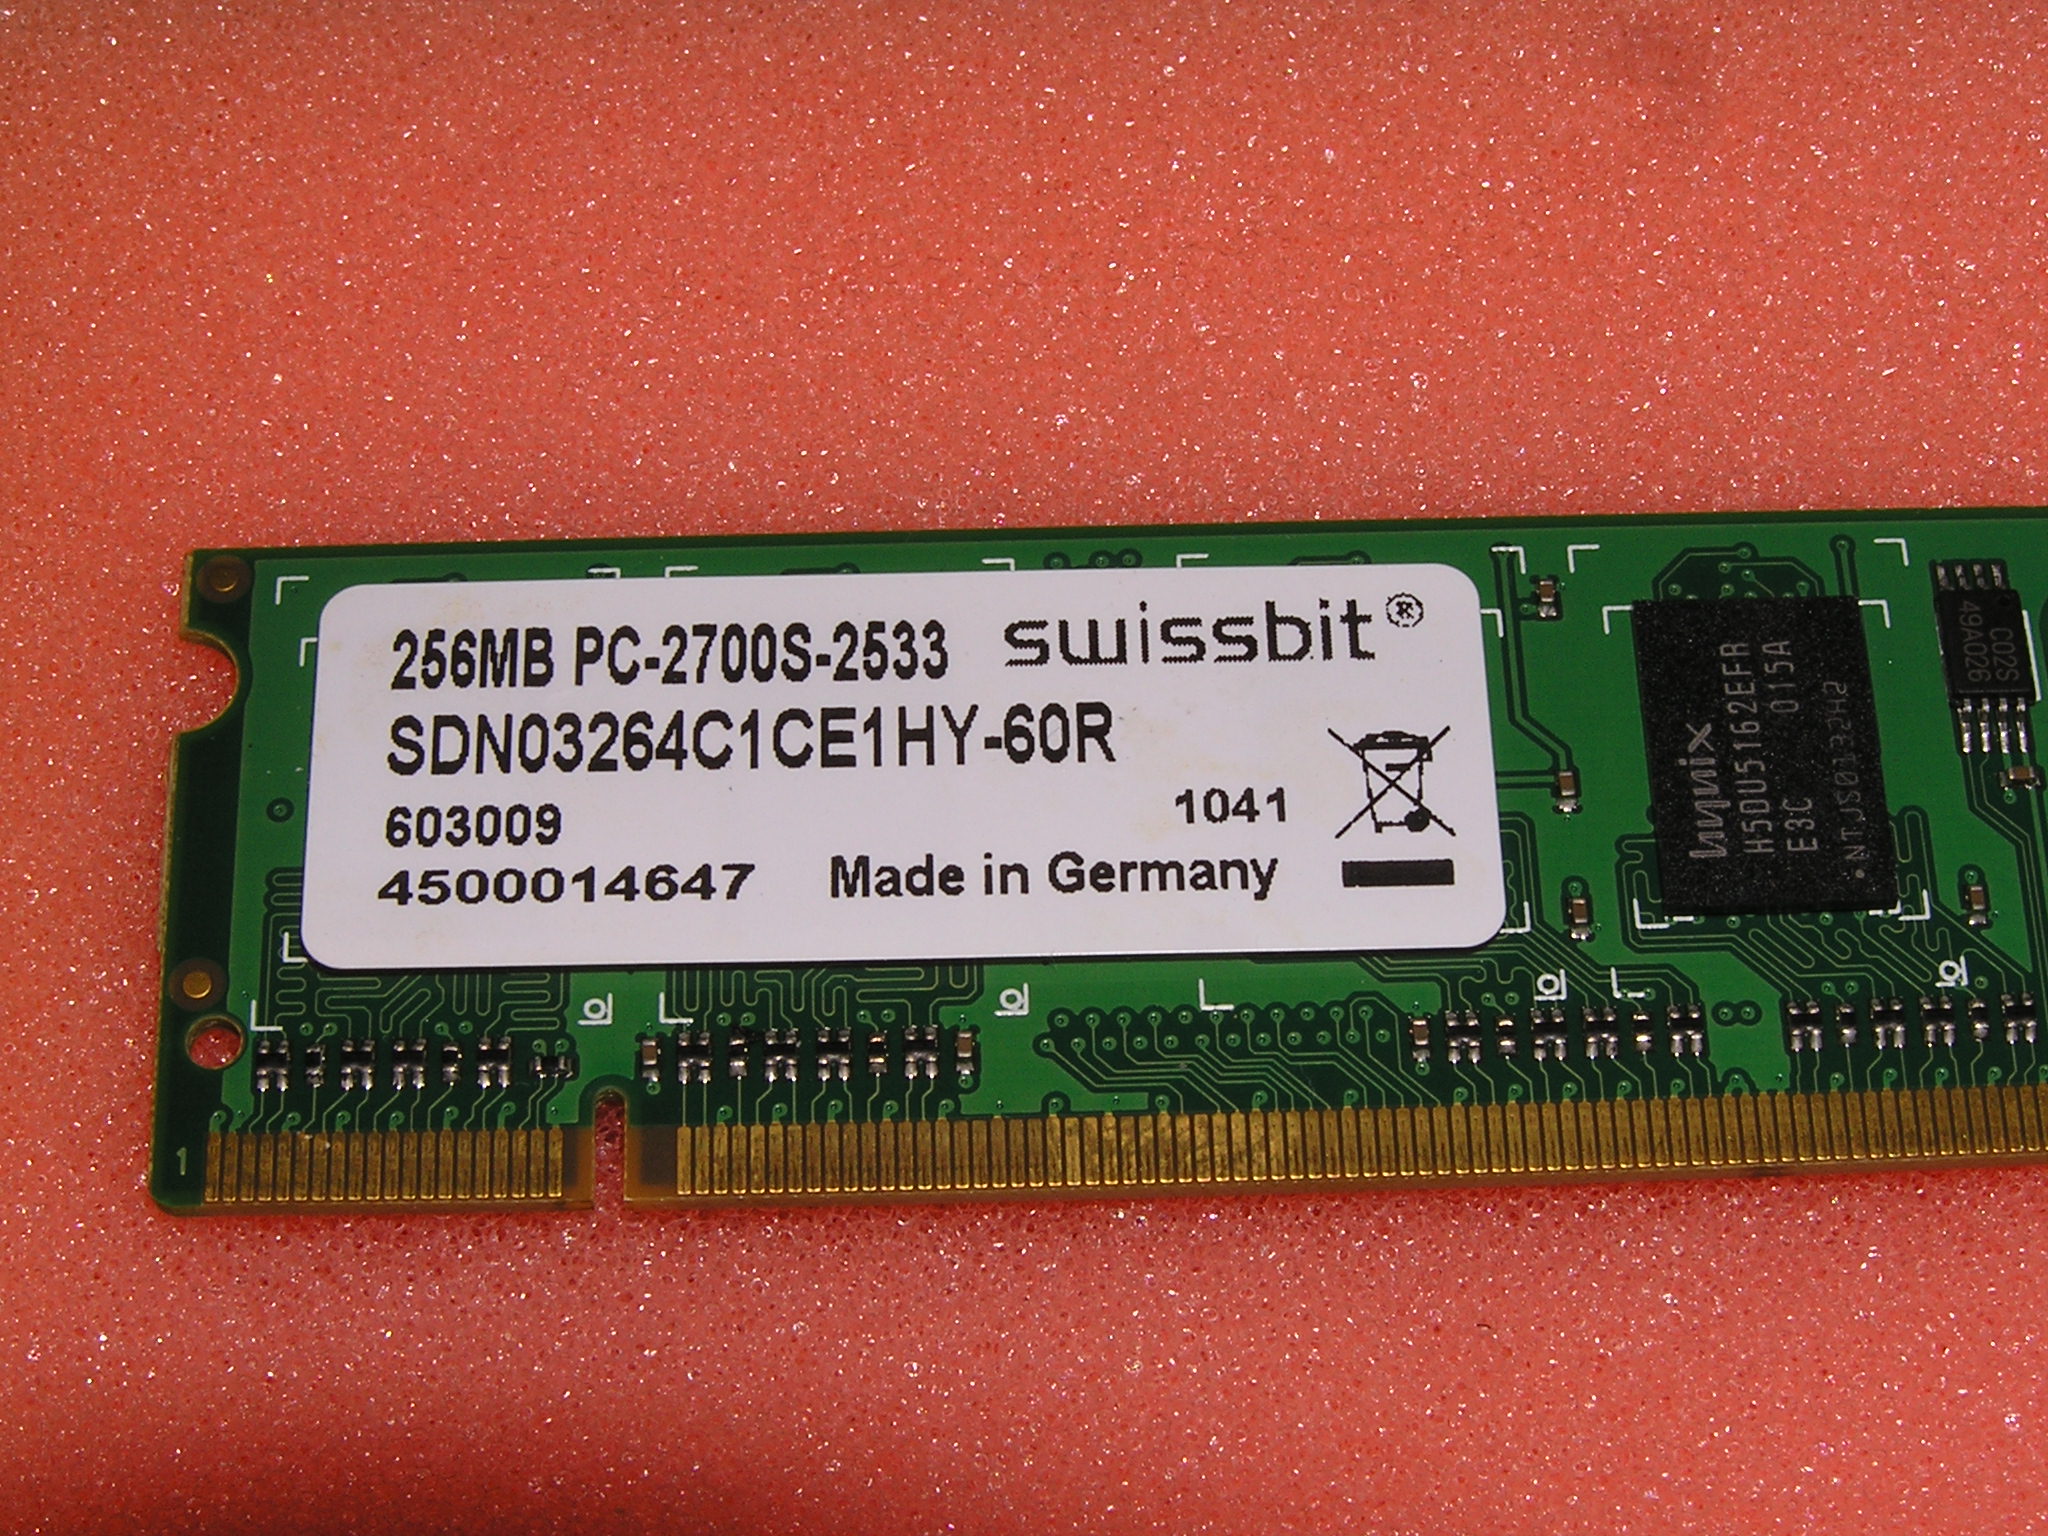 256MB PC-2700S-2533 swissbit®
SDN03264C1CE1HY-60R
603009 1041
4500014647 Made in Germany
hynix
H5DU5162EFR
E3C 015A
NTJS0132H2
C02S
49A026
1